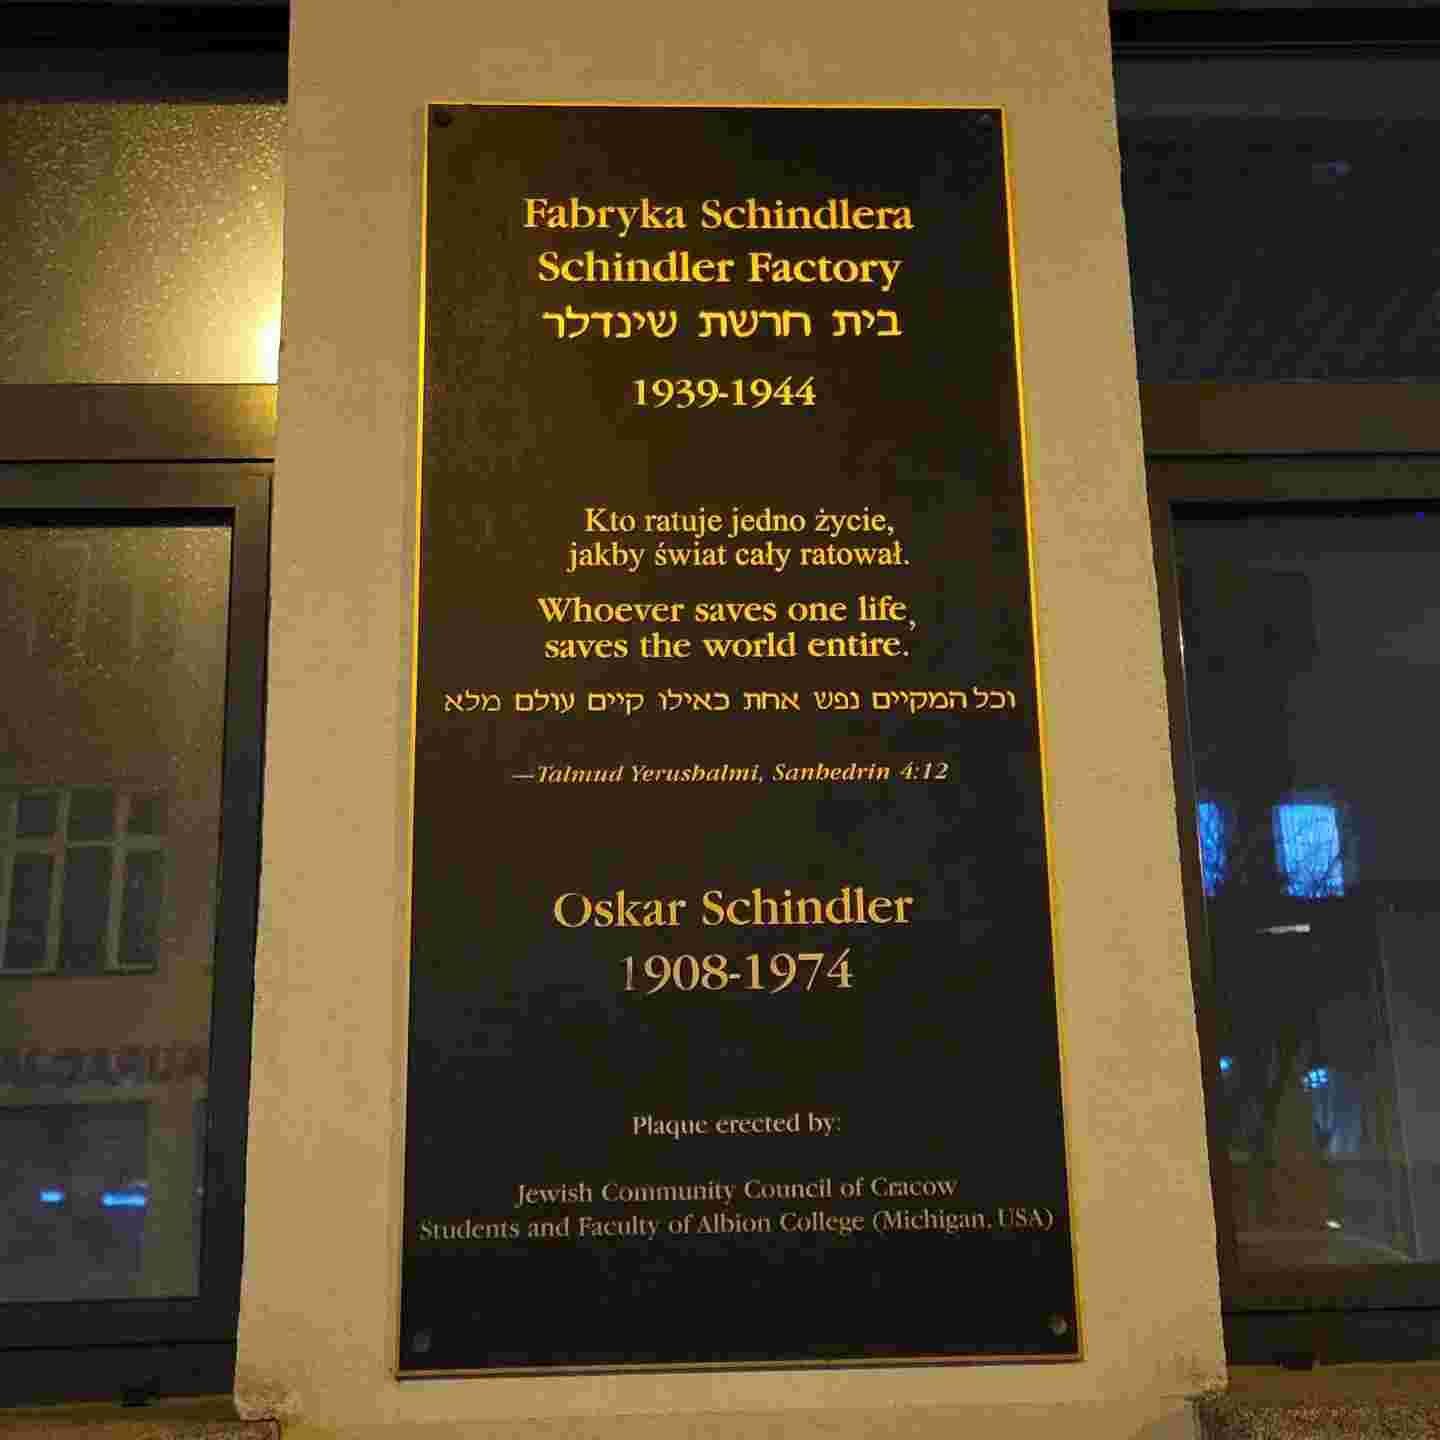 Fabryka Schindlera
Schindler Factory
בית חרשת שינדלר
1939-1944
Kto ratuje jedno życie,
jakby świat cały ratował.
Whoever saves one life,
saves the world entire.
וכל המקיים נפש אחת כאילו קיים עולם מלא
—Talmud Yerushalmi, Sanhedrin 4:12
Oskar Schindler
1908-1974
Plaque erected by:
Jewish Community Council of Cracow
Students and Faculty of Albion College (Michigan, USA)